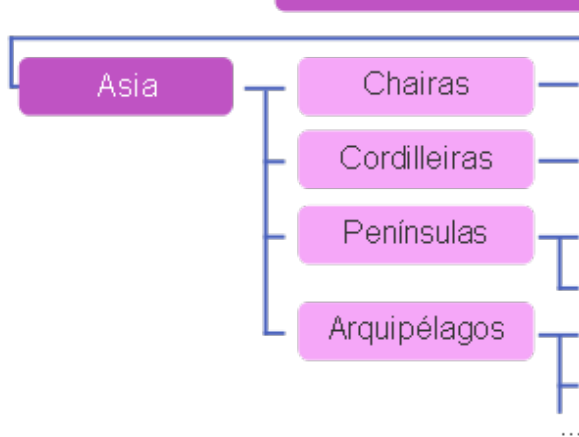 Asia
Chairas
Cordilleiras
Penínsulas
Arquipélagos
...